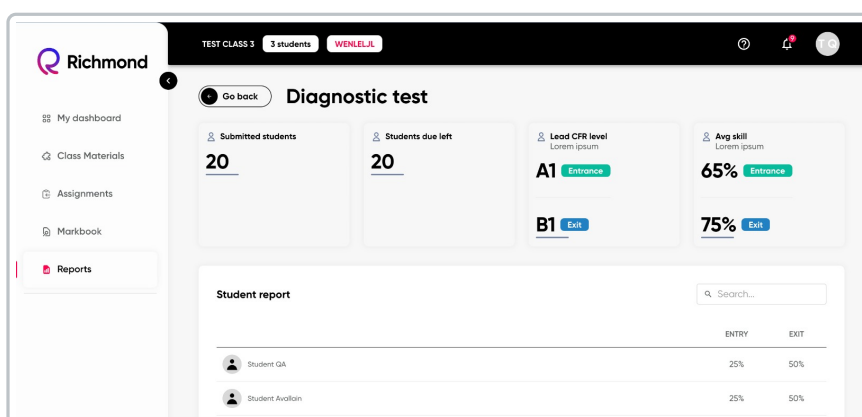 Richmond
TEST CLASS 3 3 students WENLELJL
9
T Q
Go back Diagnostic test
My dashboard
Class Materials
Assignments
Markbook
Reports
Submitted students
20
Students due left
20
Lead CFR level
Lorem ipsum
A1 Entrance
B1 Exit
Avg skill
Lorem ipsum
65% Entrance
75% Exit
Student report
Search...
ENTRY EXIT
Student QA 25% 50%
Student Avallain 25% 50%